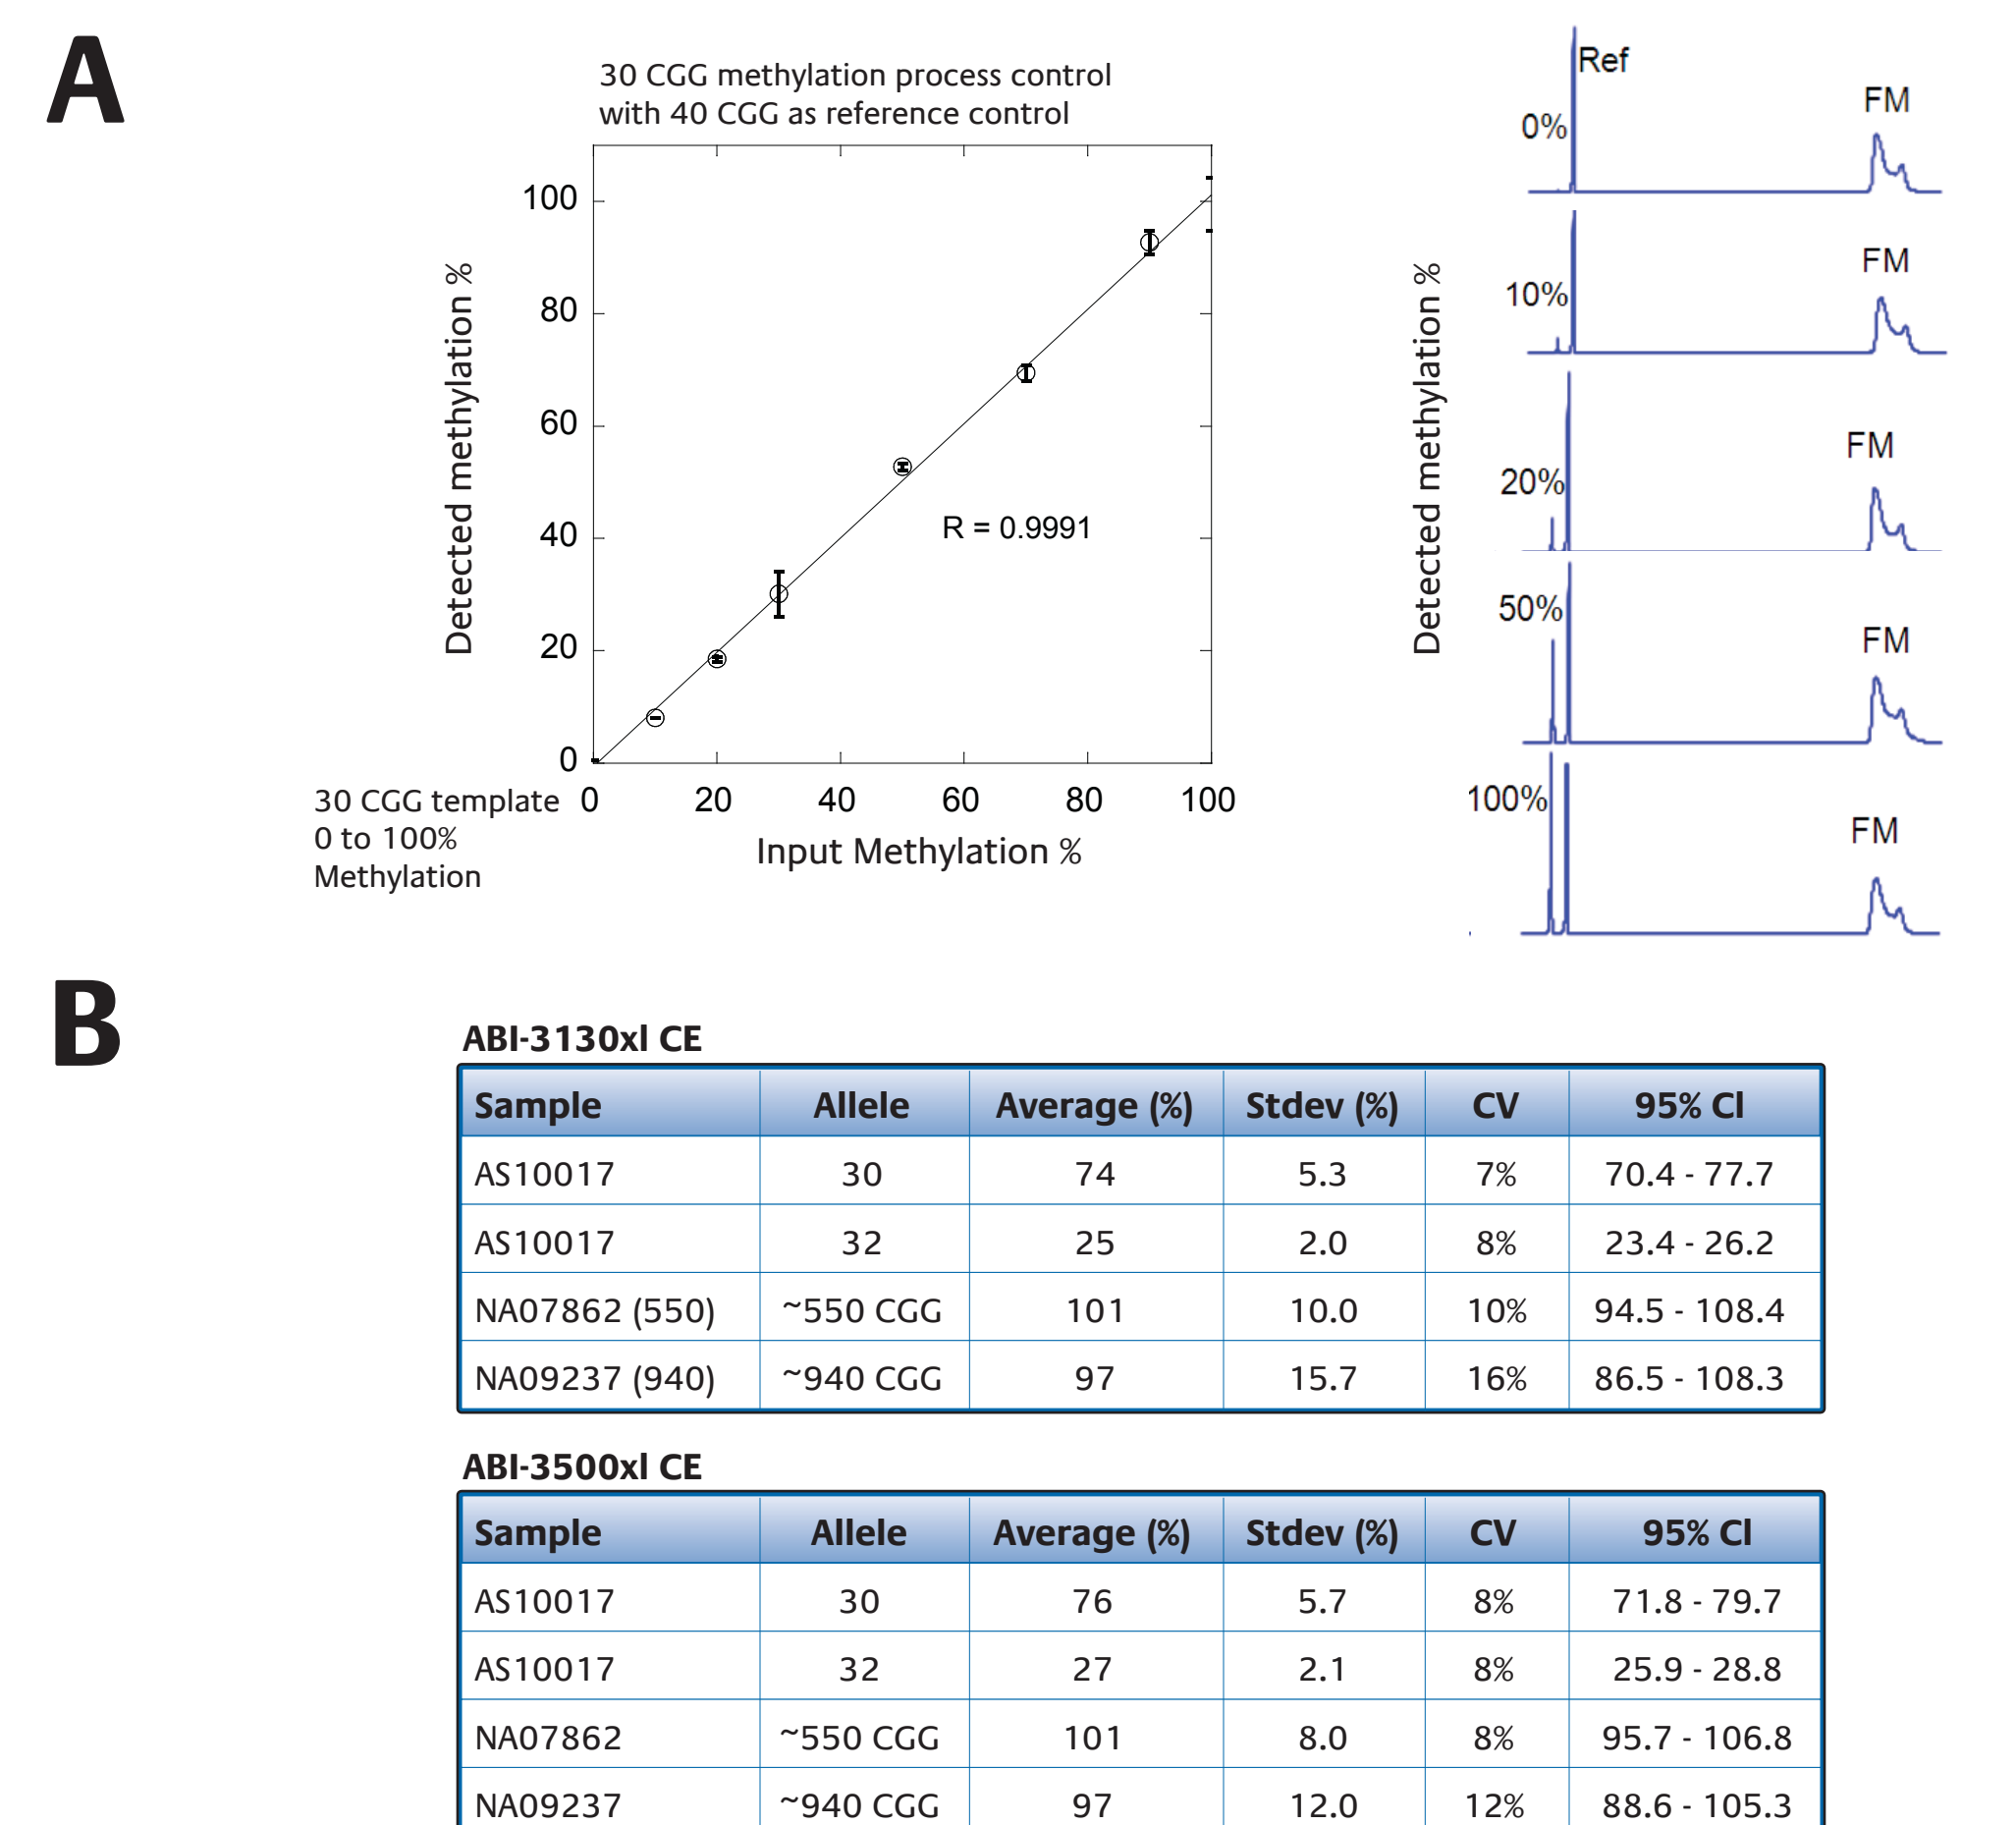 A
30 CGG methylation process control
with 40 CGG as reference control
Detected methylation %
100
80
60
40
20
0
R = 0.9991
0 20 40 60 80 100
Input Methylation %
30 CGG template
0 to 100%
Methylation
Detected methylation %
Ref
0%
FM
10%
FM
20%
FM
50%
FM
100%
FM
B
ABI-3130xl CE
Sample Allele Average (%) Stdev (%) CV 95% Cl
AS10017 30 74 5.3 7% 70.4 - 77.7
AS10017 32 25 2.0 8% 23.4 - 26.2
NA07862 (550) ~550 CGG 101 10.0 10% 94.5 - 108.4
NA09237 (940) ~940 CGG 97 15.7 16% 86.5 - 108.3
ABI-3500xl CE
Sample Allele Average (%) Stdev (%) CV 95% Cl
AS10017 30 76 5.7 8% 71.8 - 79.7
AS10017 32 27 2.1 8% 25.9 - 28.8
NA07862 ~550 CGG 101 8.0 8% 95.7 - 106.8
NA09237 ~940 CGG 97 12.0 12% 88.6 - 105.3